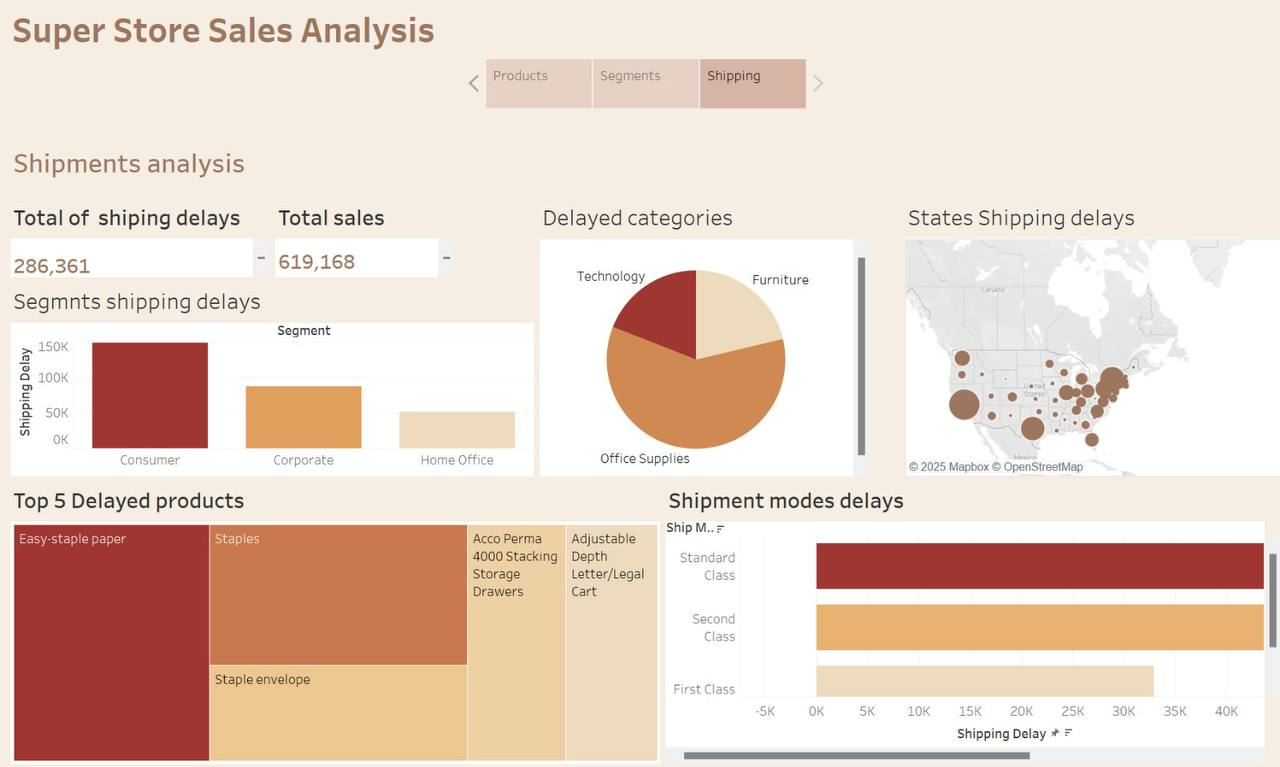 Super Store Sales Analysis
Products
Segments
Shipping
Shipments analysis
Total of shiping delays
286,361
Total sales
619,168
Segmnts shipping delays
Segment
Shipping Delay
150K
100K
50K
0K
Consumer
Corporate
Home Office
Delayed categories
Technology
Furniture
Office Supplies
States Shipping delays
Canada
United
States
Mexico
© 2025 Mapbox © OpenStreetMap
Top 5 Delayed products
Easy-staple paper
Staples
Staple envelope
Acco Perma
4000 Stacking
Storage
Drawers
Adjustable
Depth
Letter/Legal
Cart
Shipment modes delays
Ship M..
Standard
Class
Second
Class
First Class
-5K
0K
5K
10K
15K
20K
25K
30K
35K
40K
Shipping Delay